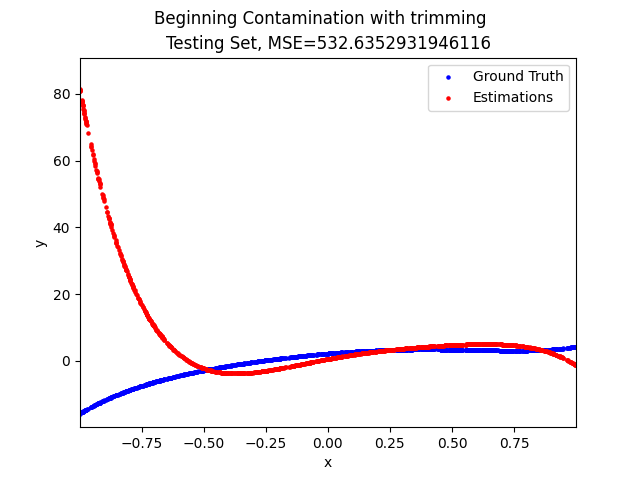 Beginning Contamination with trimming
Testing Set, MSE=532.6352931946116
Ground Truth
Estimations
80
60
40
20
0
y
−0.75
−0.50
−0.25
0.00
0.25
0.50
0.75
x